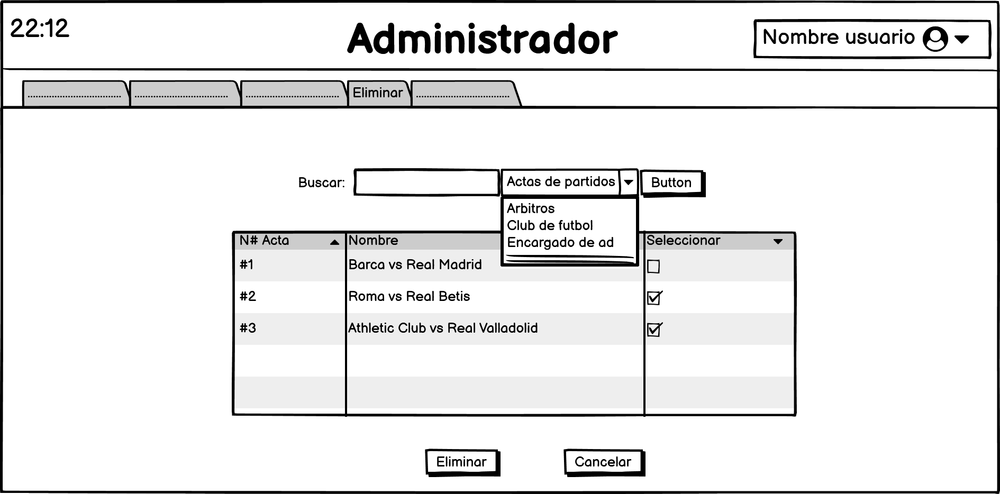 22:12
Administrador
Nombre usuario
Eliminar
Buscar:
Actas de partidos
Button
Arbitros
Club de futbol
Encargado de ad
N# Acta Nombre Seleccionar
#1 Barca vs Real Madrid
#2 Roma vs Real Betis
#3 Athletic Club vs Real Valladolid
Eliminar
Cancelar